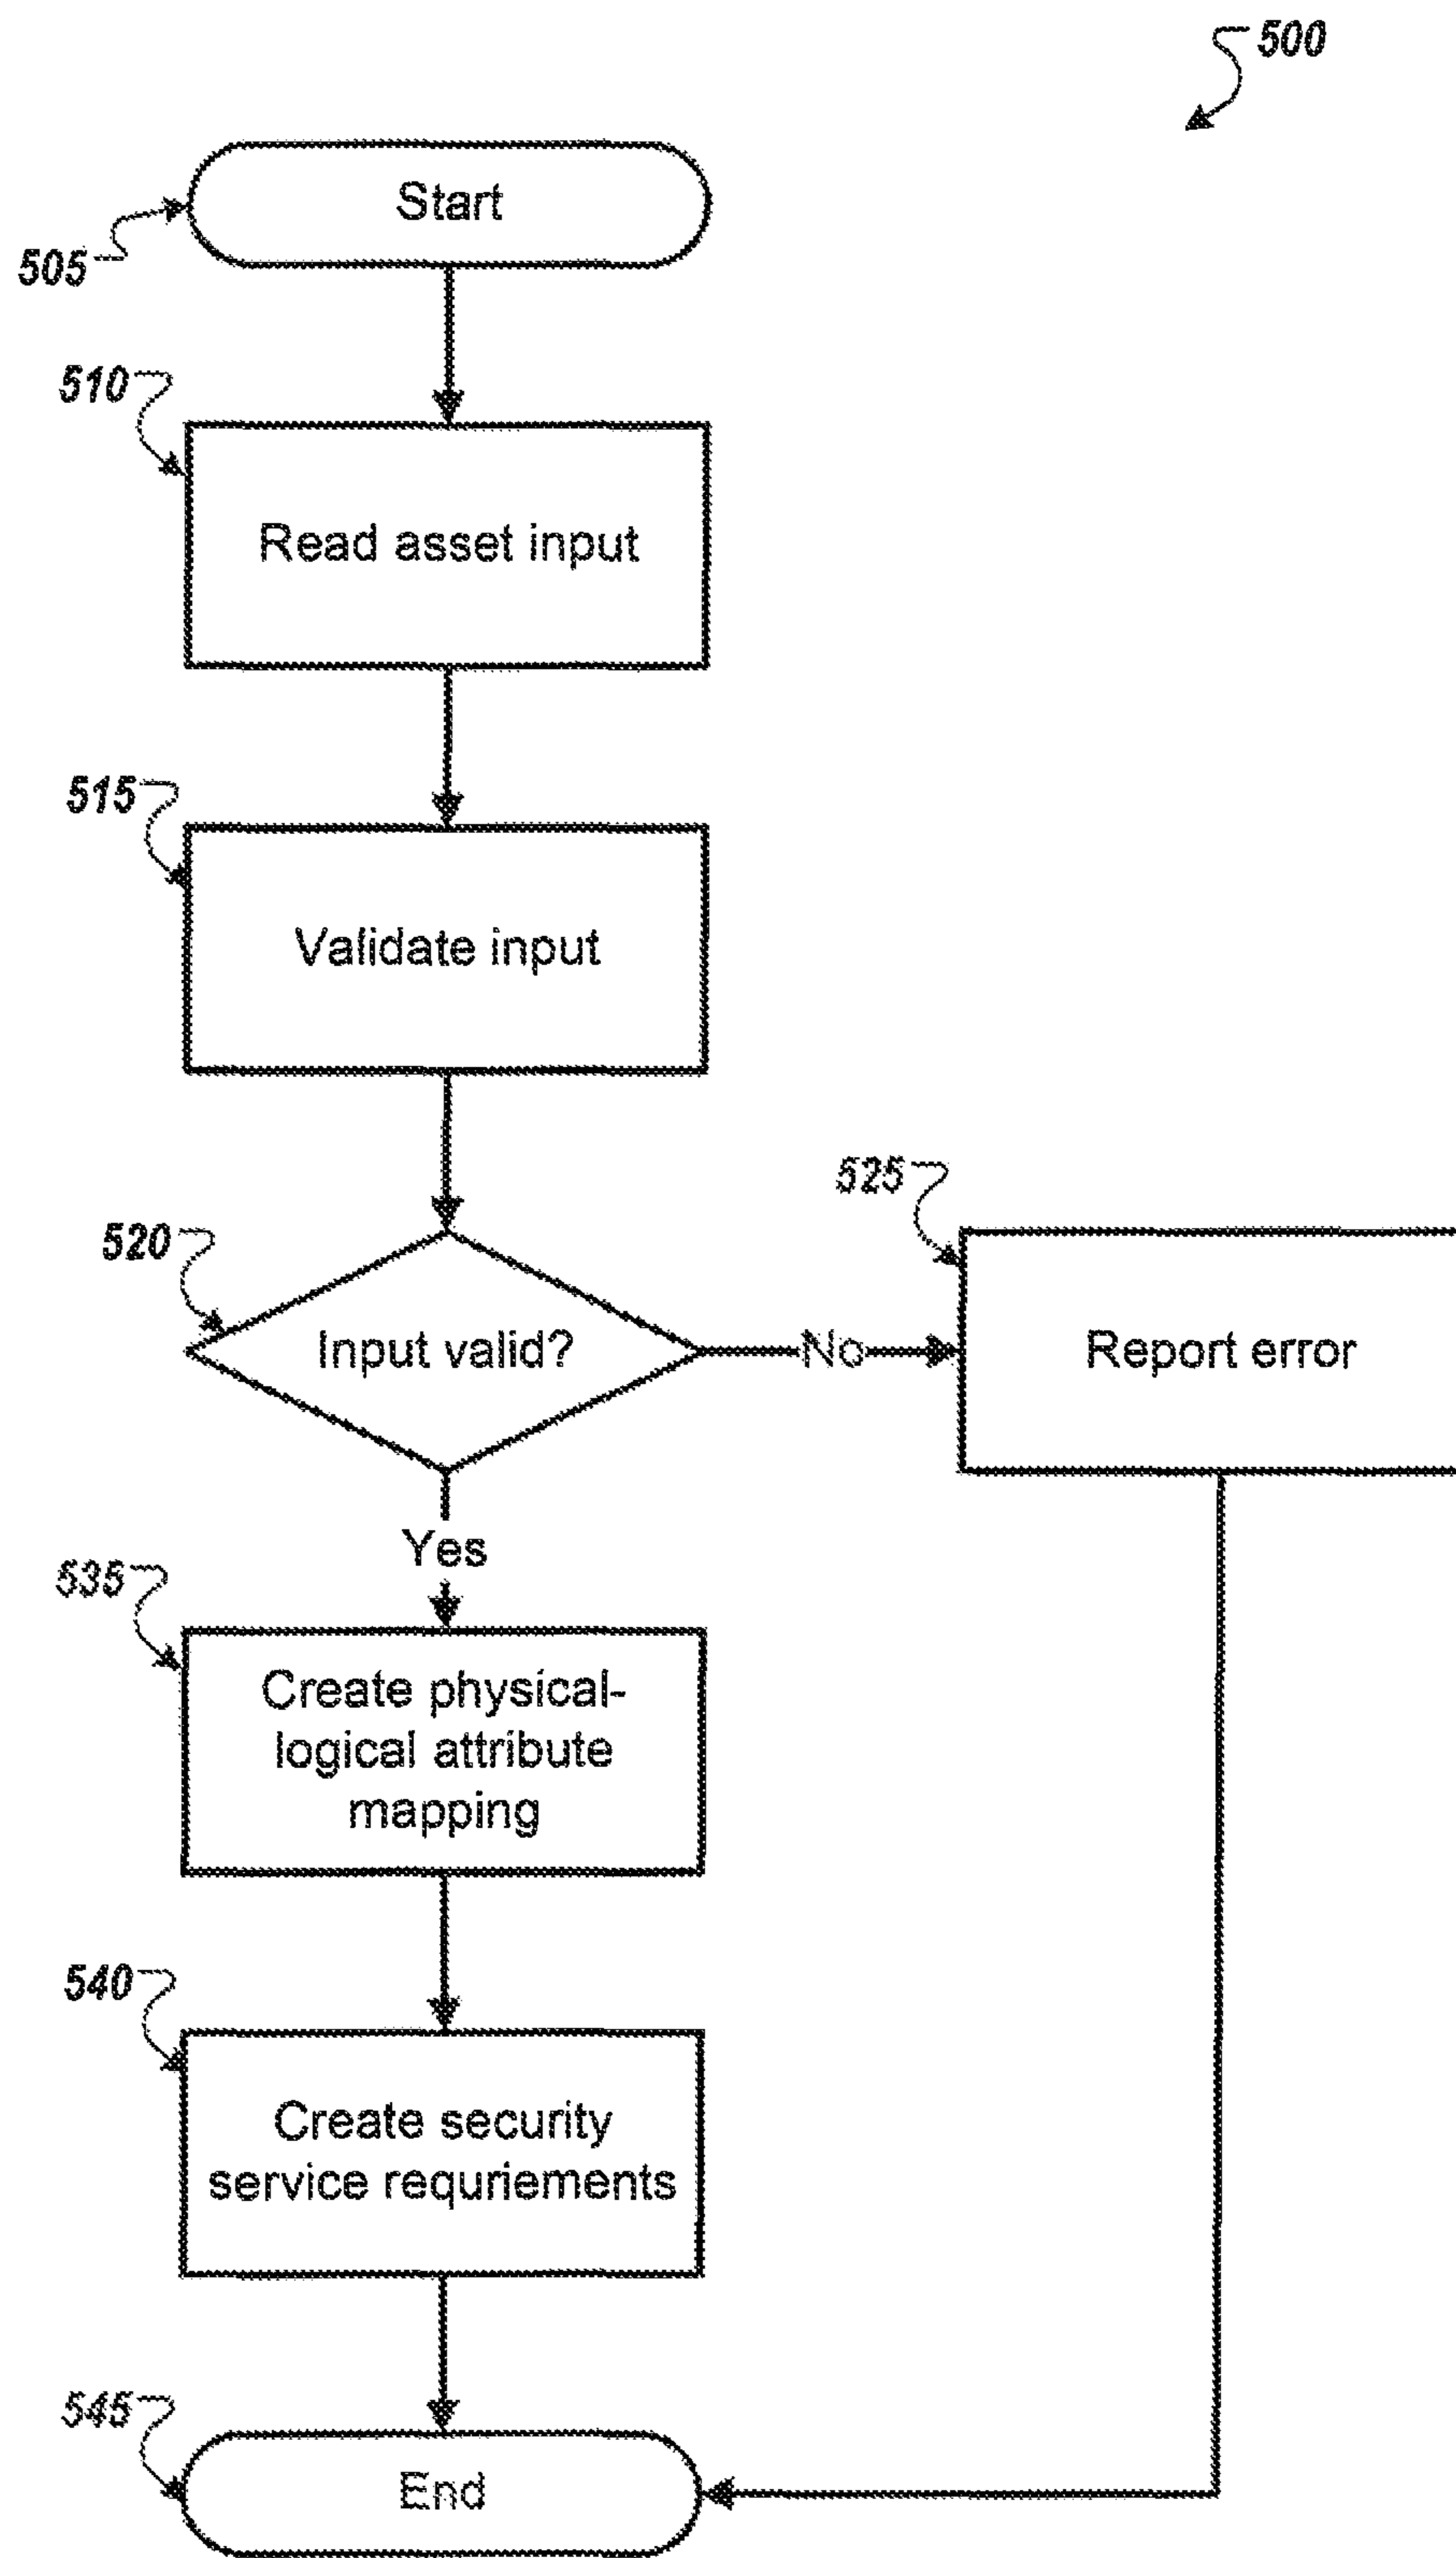 500
Start
505
510
Read asset input
515
Validate input
525
520
Input valid?
No
Report error
Yes
535
Create physical-
logical attribute
mapping
540
Create security
service requriements
545
End